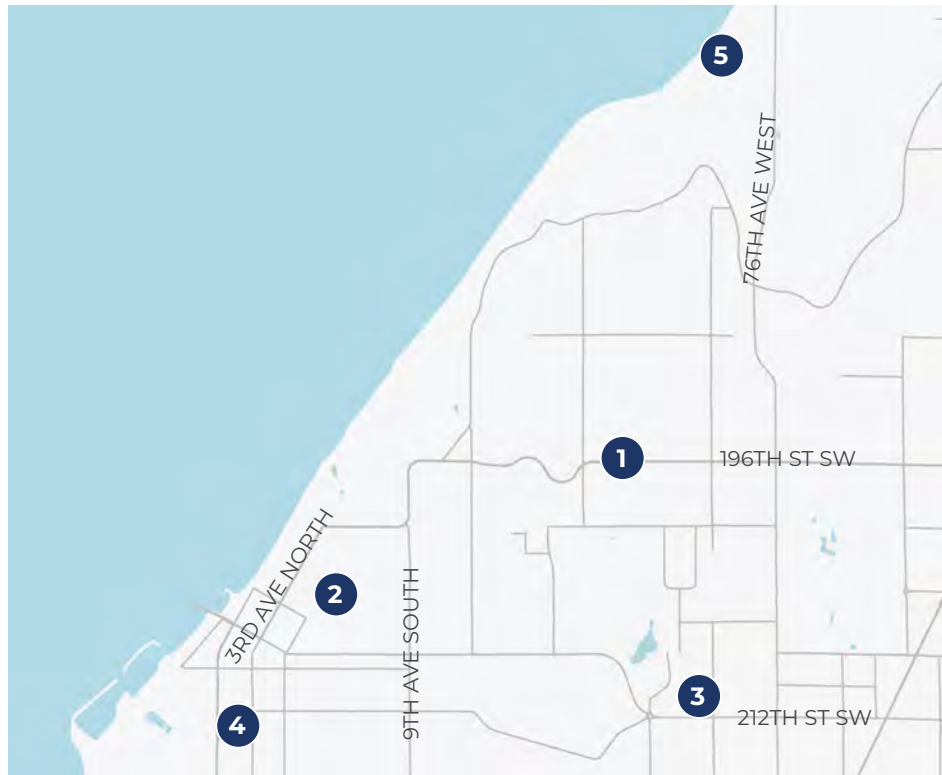 5
76TH AVE WEST
1
196TH ST SW
3RD AVE NORTH
2
9TH AVE SOUTH
3
4
212TH ST SW